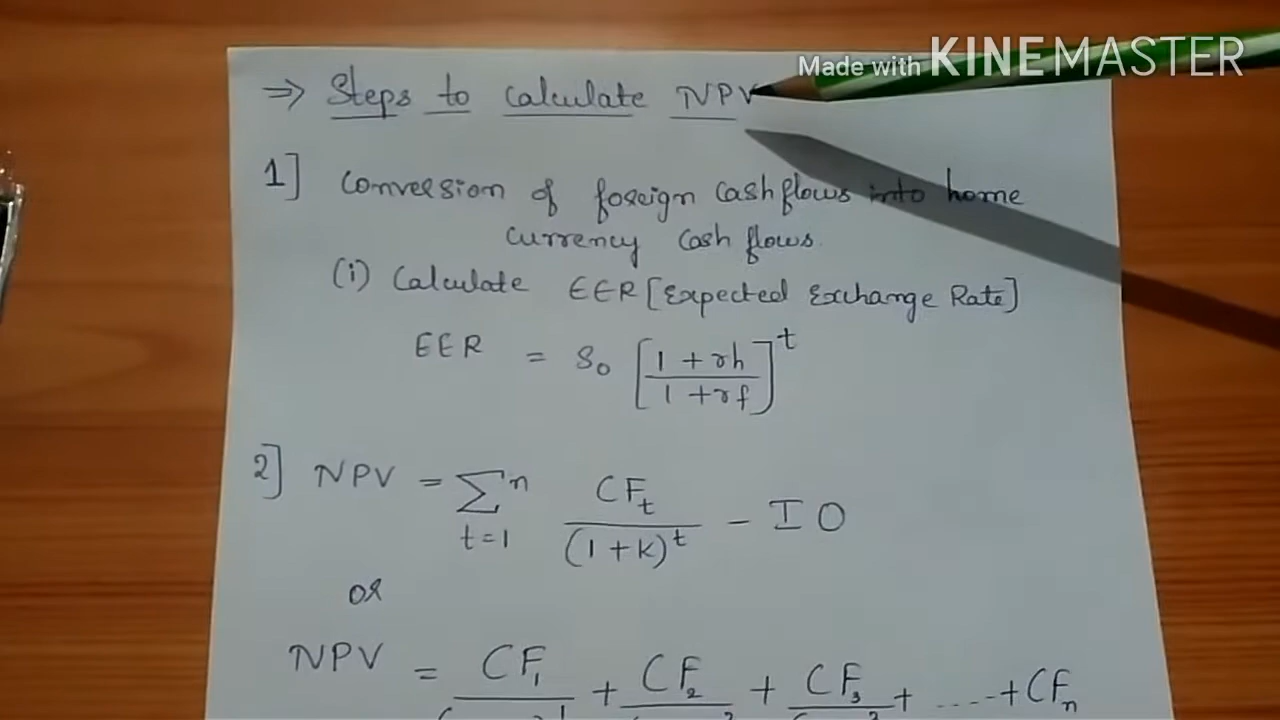 Made with KINEMASTER
⇒ Steps to calculate NPV
1] Conversion of foreign cashflows into home
currency cash flows.
(i) Calculate EER [Expected Exchange Rate]
EER = S₀ [1 + rh / 1 + rf]^t
2] NPV = Σ^n_{t=1} CF_t / (1 + k)^t - IO
or
NPV = CF₁ + CF₂ + CF₃ + ....+ CFₙ